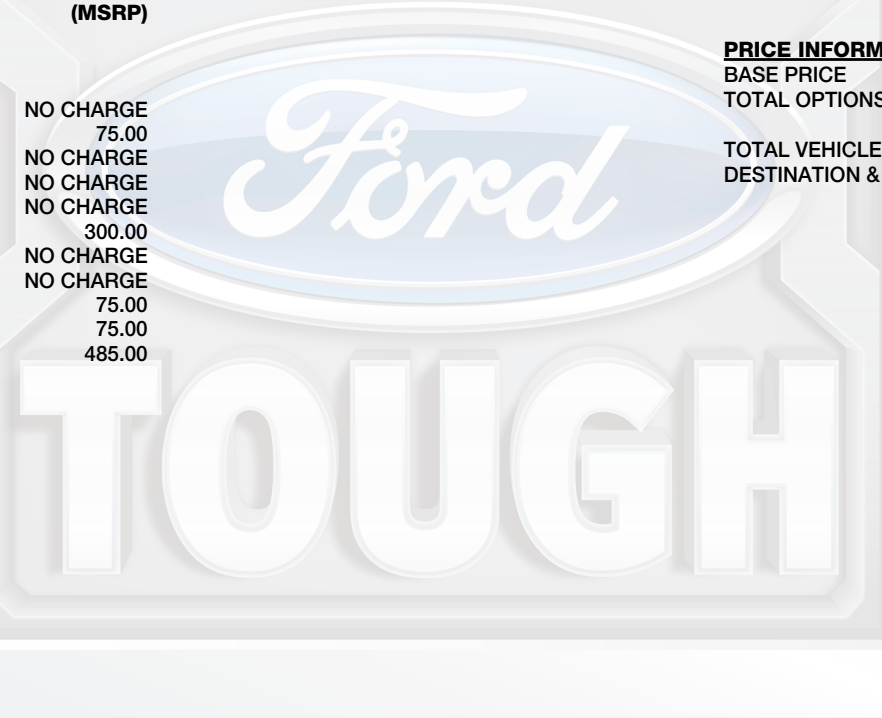 (MSRP)
NO CHARGE
75.00
NO CHARGE
NO CHARGE
NO CHARGE
300.00
NO CHARGE
NO CHARGE
75.00
75.00
485.00
PRICE INFORM
BASE PRICE
TOTAL OPTIONS
TOTAL VEHICLE
DESTINATION &
Ford
TOUGH